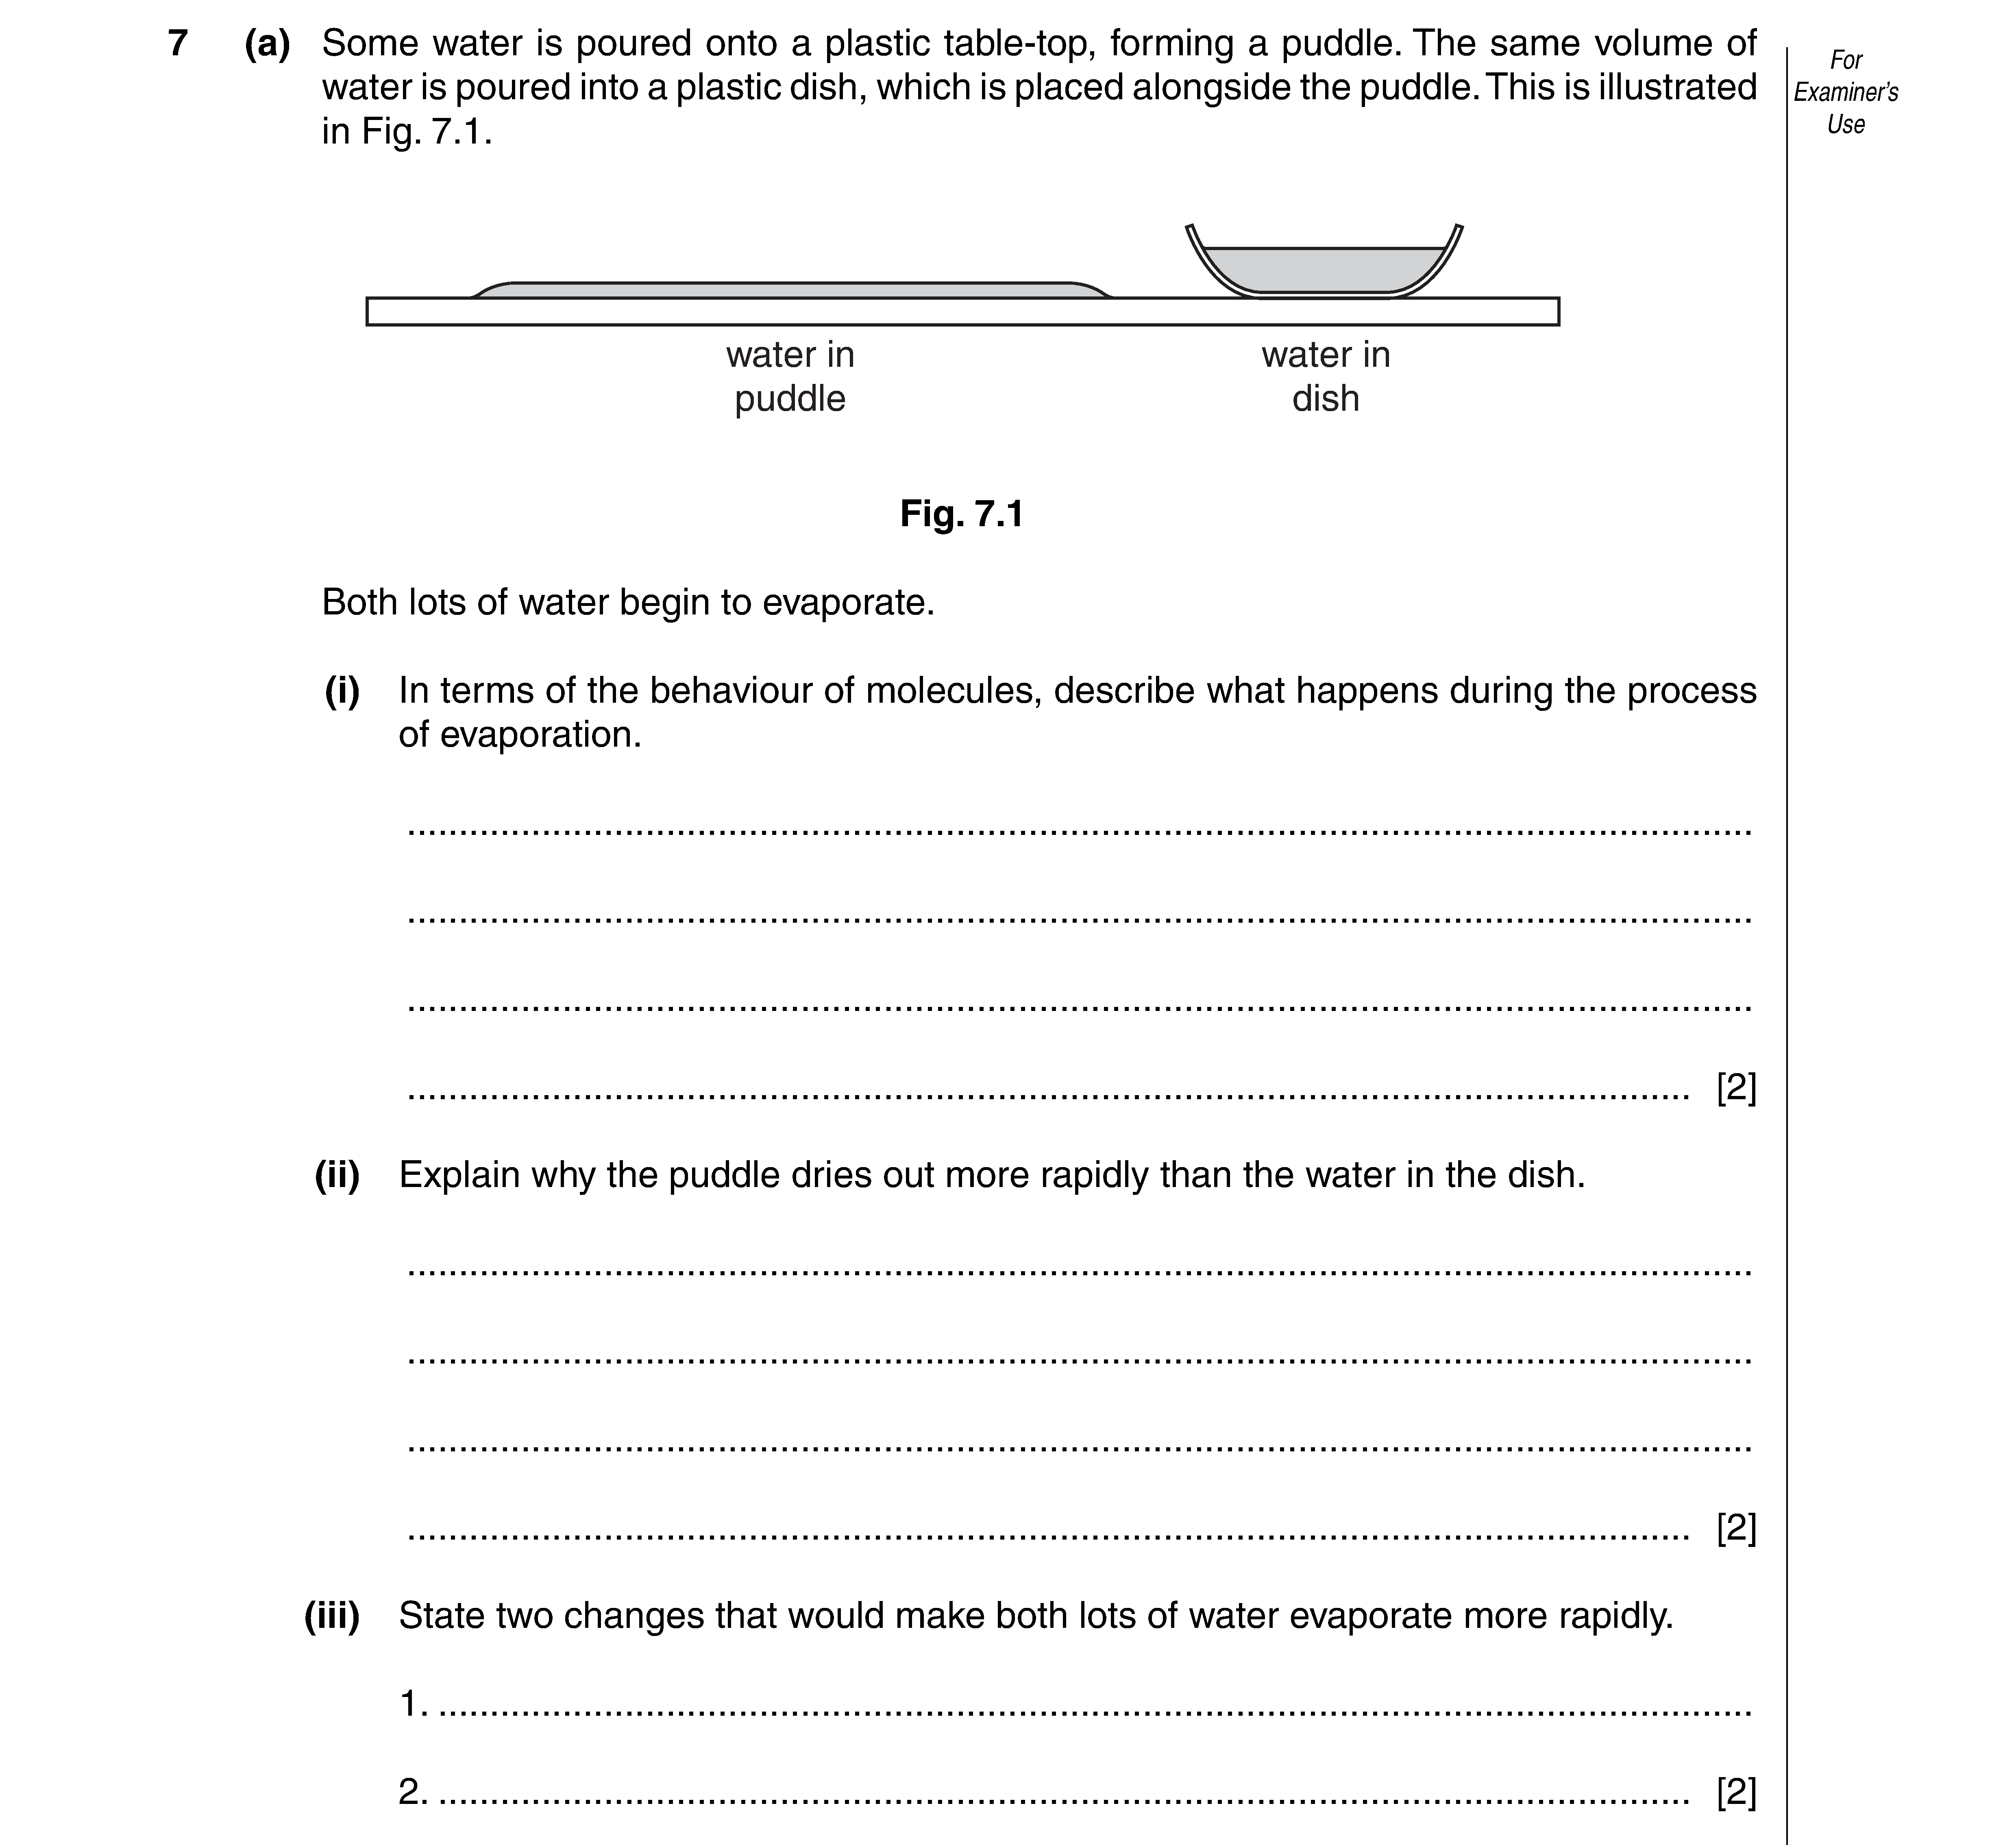 7 (a) Some water is poured onto a plastic table-top, forming a puddle. The same volume of
water is poured into a plastic dish, which is placed alongside the puddle. This is illustrated
in Fig. 7.1.
For
Examiner's
Use
water in
puddle
water in
dish
Fig. 7.1
Both lots of water begin to evaporate.
(i) In terms of the behaviour of molecules, describe what happens during the process
of evaporation.
[2]
(ii) Explain why the puddle dries out more rapidly than the water in the dish.
[2]
(iii) State two changes that would make both lots of water evaporate more rapidly.
1.
2. [2]